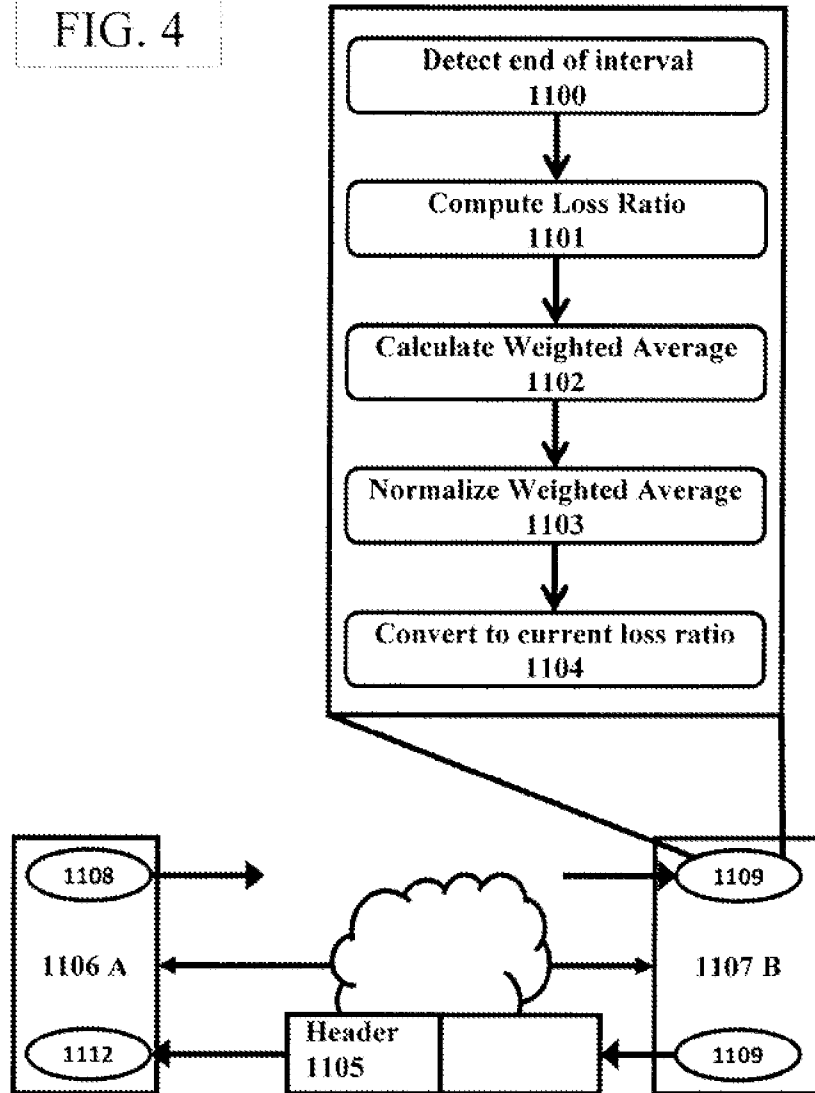 FIG. 4
Detect end of interval
1100
Compute Loss Ratio
1101
Calculate Weighted Average
1102
Normalize Weighted Average
1103
Convert to current loss ratio
1104
1108
1109
1106 A
1107 B
Header
1105
1112
1109